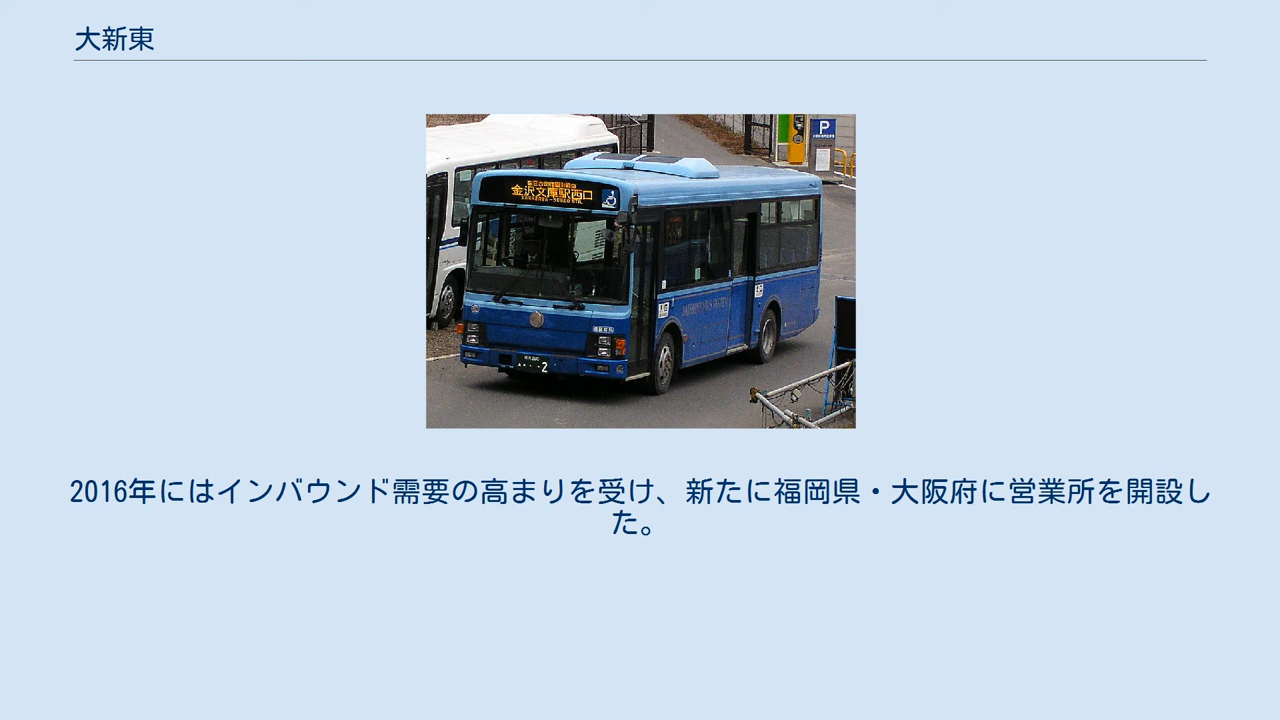 大新東
金沢文庫駅西口
P
2
2016年にはインバウンド需要の高まりを受け、新たに福岡県・大阪府に営業所を開設し
た。